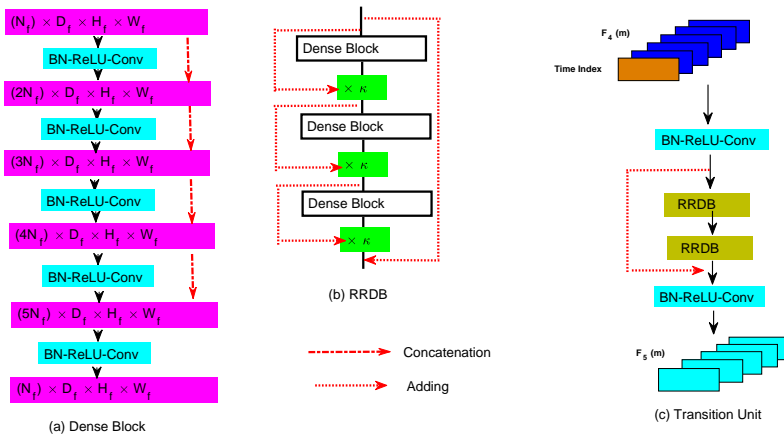 (N_f) × D_f × H_f × W_f
BN-ReLU-Conv
(2N_f) × D_f × H_f × W_f
BN-ReLU-Conv
(3N_f) × D_f × H_f × W_f
BN-ReLU-Conv
(4N_f) × D_f × H_f × W_f
BN-ReLU-Conv
(5N_f) × D_f × H_f × W_f
BN-ReLU-Conv
(N_f) × D_f × H_f × W_f
(a) Dense Block
Dense Block
× κ
Dense Block
× κ
Dense Block
× κ
(b) RRDB
Concatenation
Adding
F_4 (m)
Time Index
BN-ReLU-Conv
RRDB
RRDB
BN-ReLU-Conv
F_5 (m)
(c) Transition Unit